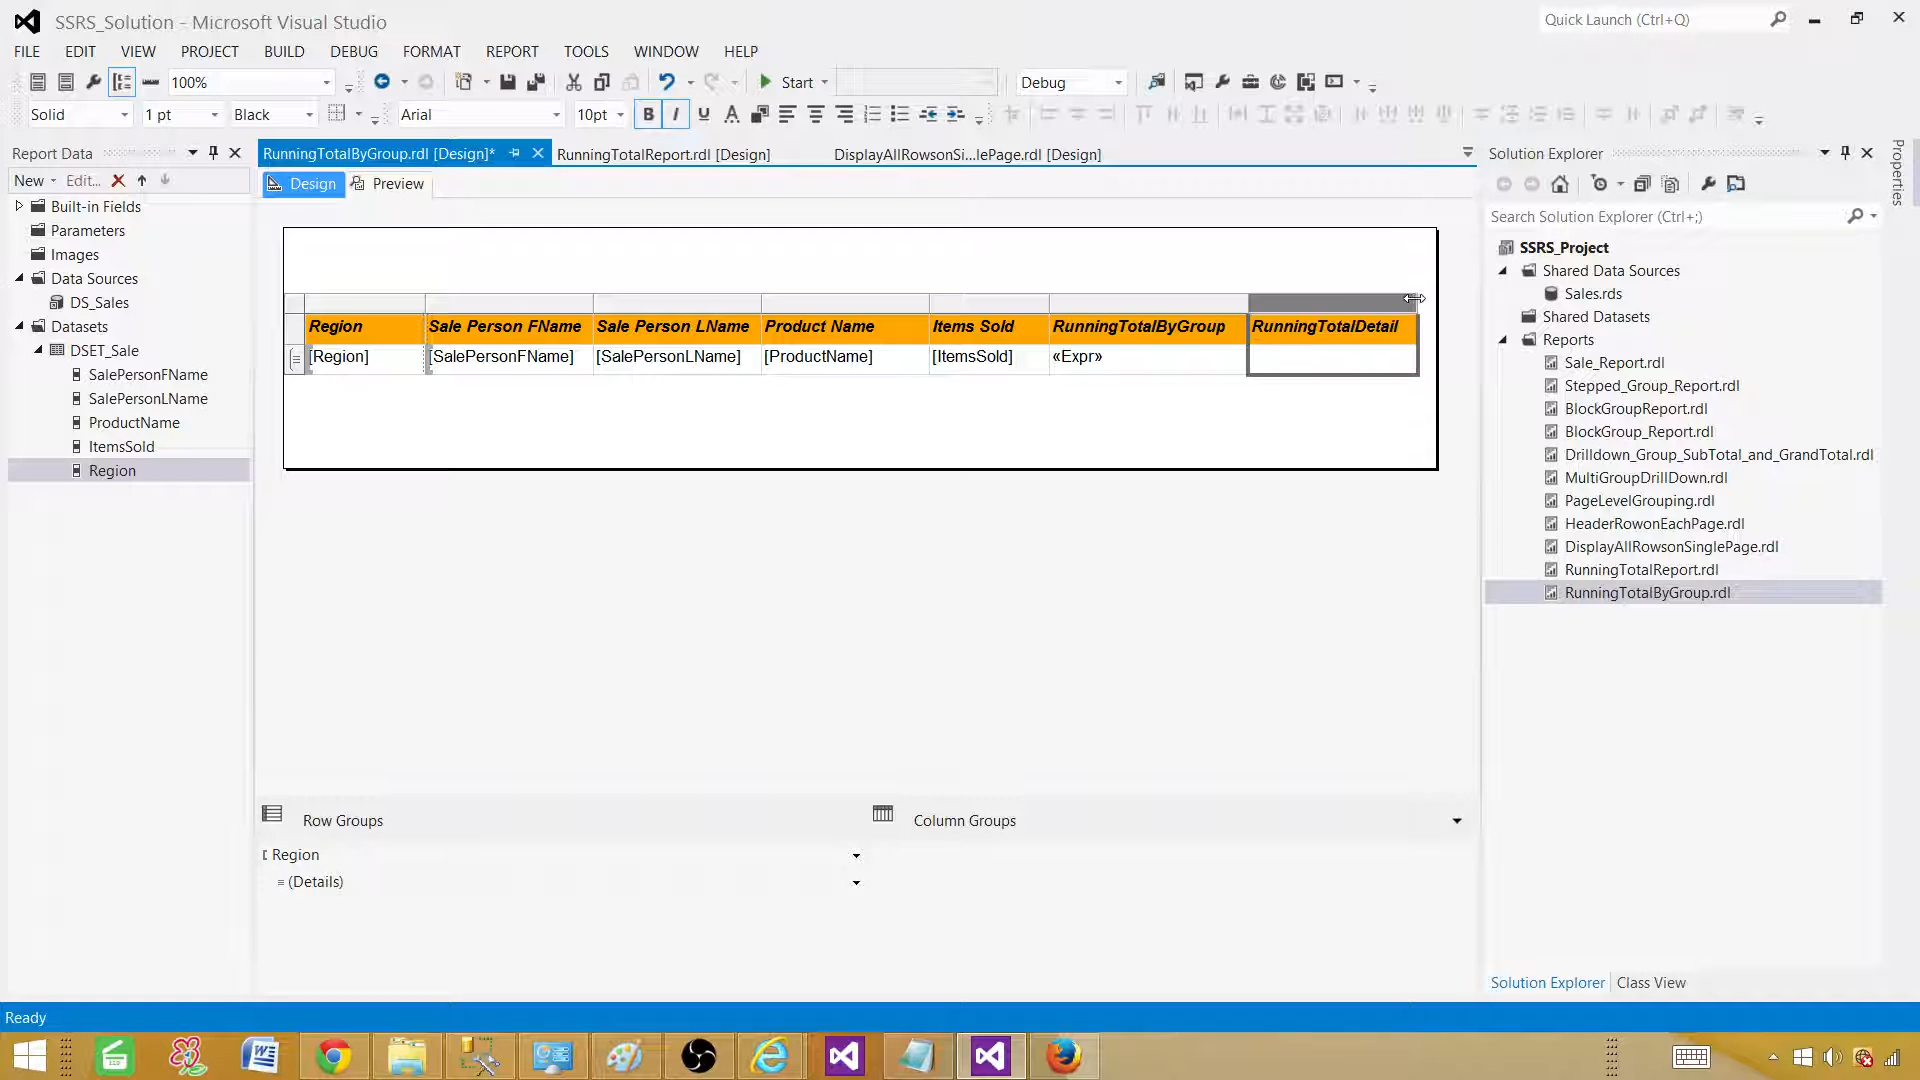 SSRS_Solution - Microsoft Visual Studio
Quick Launch (Ctrl+Q)
FILE EDIT VIEW PROJECT BUILD DEBUG FORMAT REPORT TOOLS WINDOW HELP
100% Start Debug
Solid 1 pt Black Arial 10pt B I U A
Report Data
RunningTotalByGroup.rdl [Design]* RunningTotalReport.rdl [Design] DisplayAllRowsonSi...lePage.rdl [Design]
Solution Explorer
Properties
New Edit...
Design Preview
Search Solution Explorer (Ctrl+;)
Built-in Fields
Parameters
Images
Data Sources
DS_Sales
Datasets
DSET_Sale
SalePersonFName
SalePersonLName
ProductName
ItemsSold
Region
Region Sale Person FName Sale Person LName Product Name Items Sold RunningTotalByGroup RunningTotalDetail
[Region] [SalePersonFName] [SalePersonLName] [ProductName] [ItemsSold] «Expr»
SSRS_Project
Shared Data Sources
Sales.rds
Shared Datasets
Reports
Sale_Report.rdl
Stepped_Group_Report.rdl
BlockGroupReport.rdl
BlockGroup_Report.rdl
Drilldown_Group_SubTotal_and_GrandTotal.rdl
MultiGroupDrillDown.rdl
PageLevelGrouping.rdl
HeaderRowonEachPage.rdl
DisplayAllRowsonSinglePage.rdl
RunningTotalReport.rdl
RunningTotalByGroup.rdl
Row Groups
Column Groups
Region
(Details)
Solution Explorer Class View
Ready